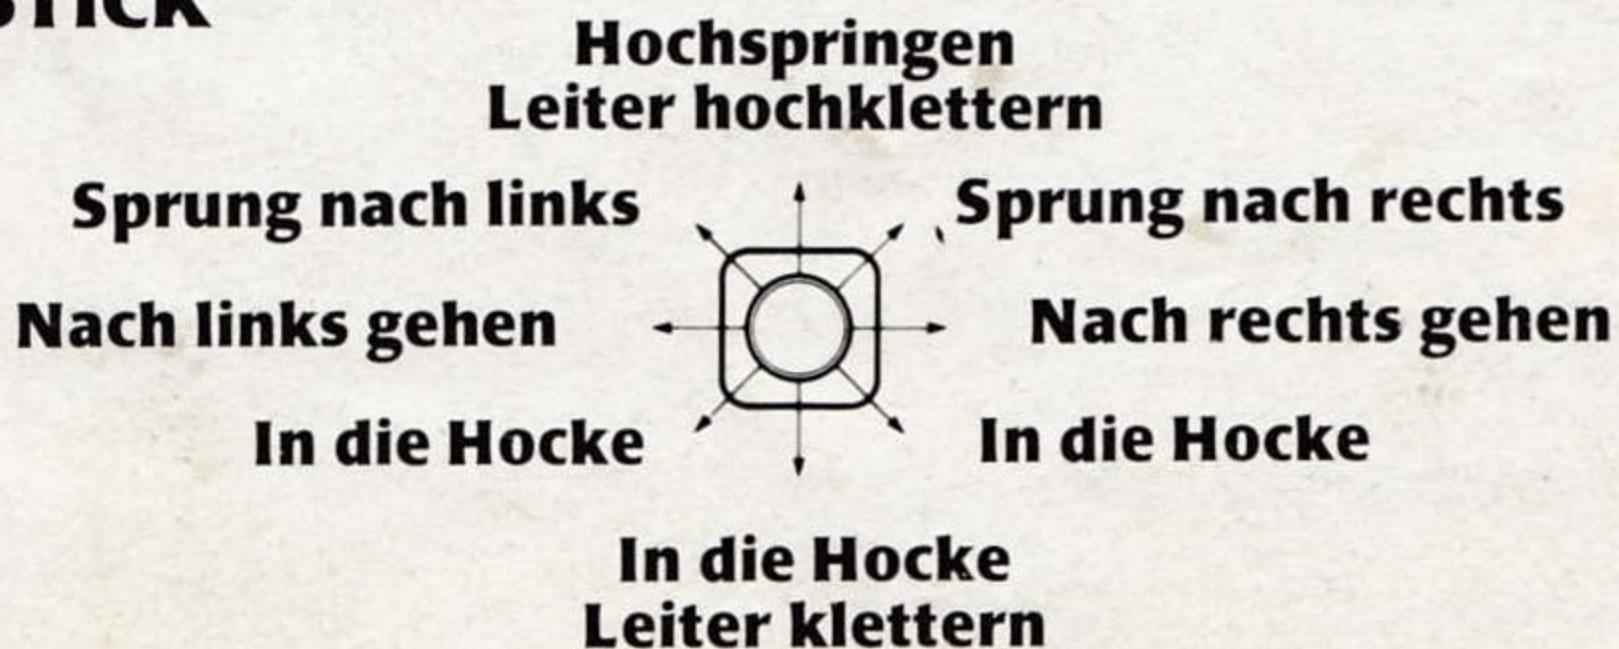 Hochspringen
Leiter hochklettern
Sprung nach links
Sprung nach rechts
Nach links gehen
Nach rechts gehen
In die Hocke
In die Hocke
In die Hocke
Leiter klettern